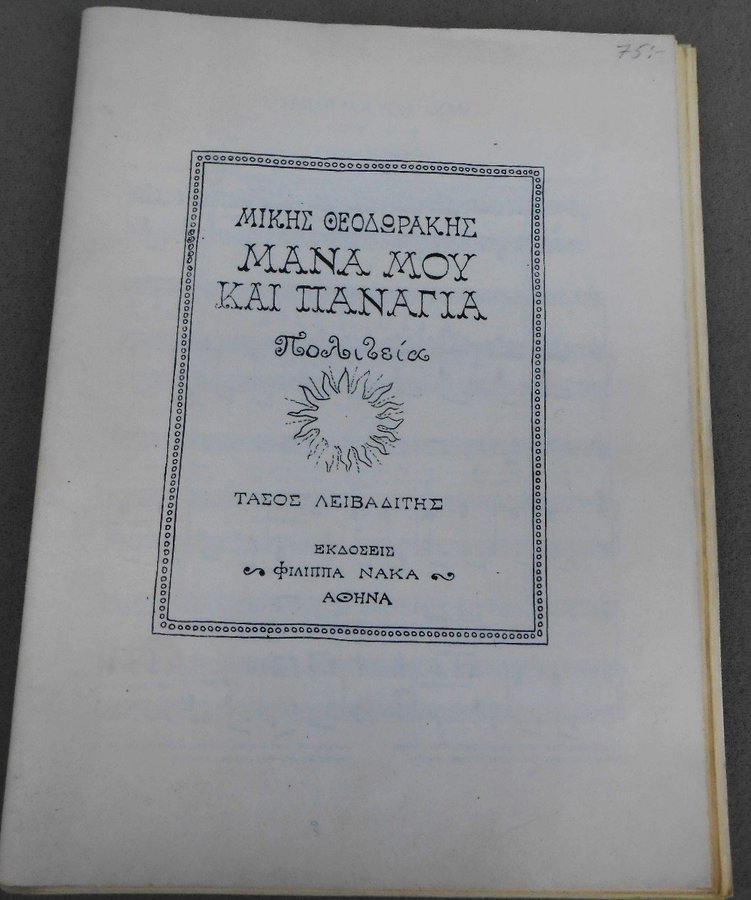 75:-
ΜΙΚΗΣ ΘΕΟΔΩΡΑΚΗΣ
ΜΑΝΑ ΜΟΥ
ΚΑΙ ΠΑΝΑΓΙΑ
Πολιτεία
ΤΑΣΟΣ ΛΕΙΒΑΔΙΤΗΣ
ΕΚΔΟΣΕΙΣ
ΦΙΛΙΠΠΑ ΝΑΚΑ
ΑΘΗΝΑ